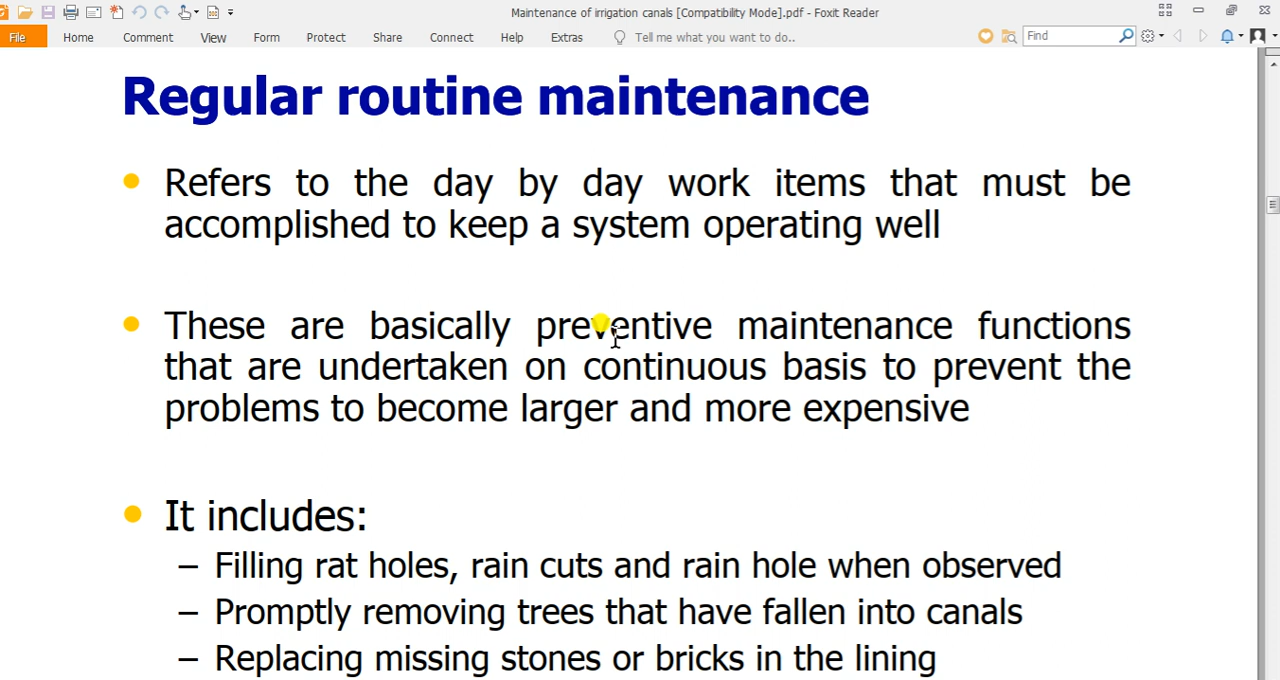 Maintenance of irrigation canals [Compatibility Mode].pdf - Foxit Reader
File Home Comment View Form Protect Share Connect Help Extras Tell me what you want to do.. Find
Regular routine maintenance
Refers to the day by day work items that must be
accomplished to keep a system operating well
These are basically preventive maintenance functions
that are undertaken on continuous basis to prevent the
problems to become larger and more expensive
It includes:
– Filling rat holes, rain cuts and rain hole when observed
– Promptly removing trees that have fallen into canals
– Replacing missing stones or bricks in the lining